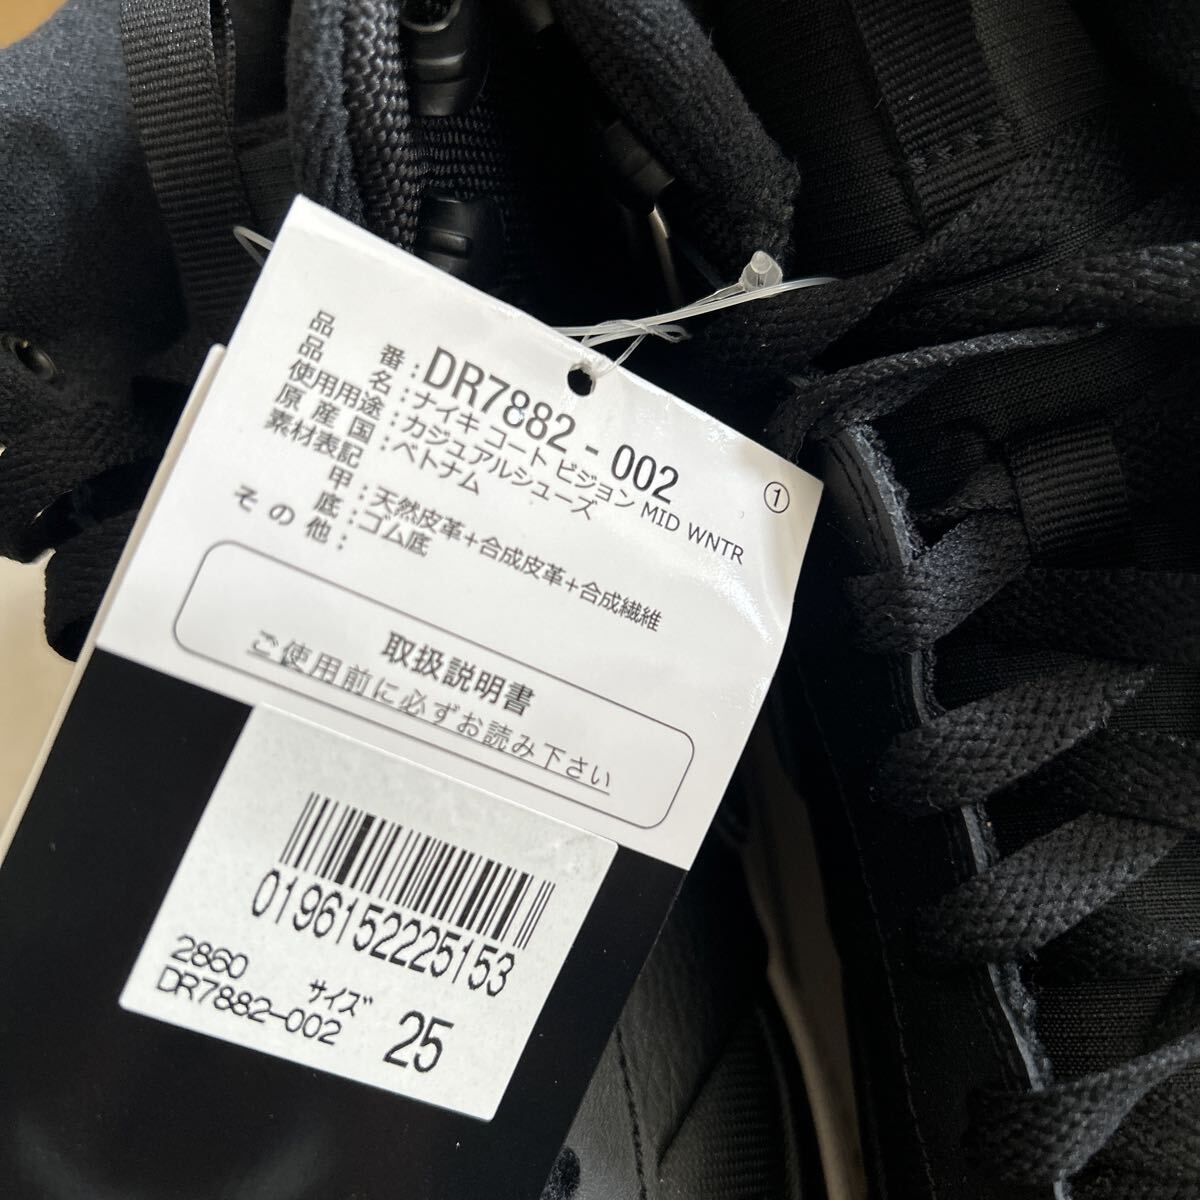 ①
品番：DR7882-002
品名：ナイキ コート ビジョン MID WNTR
使用用途：カジュアルシューズ
原産国：ベトナム
素材表記
甲：天然皮革+合成皮革+合成繊維
底：ゴム底
その他：
取扱説明書
ご使用前に必ずお読み下さい
0196152225153
2860
DR7882-002
サイズ
25